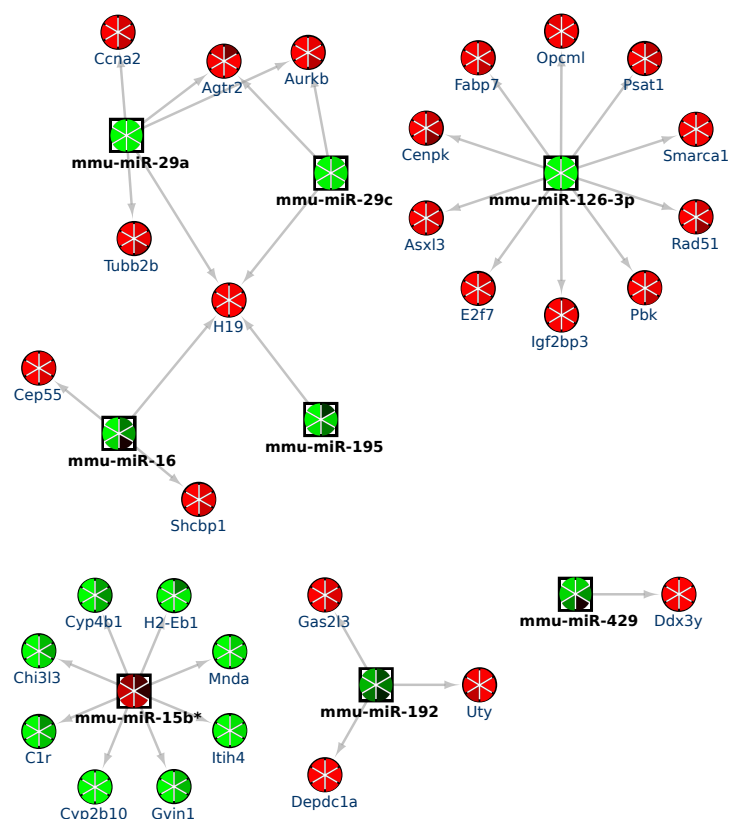 Ccna2
Agtr2
Aurkb
mmu-miR-29a
mmu-miR-29c
Tubb2b
H19
Cep55
mmu-miR-16
mmu-miR-195
Shcbp1
Opcml
Fabp7
Psat1
Cenpk
Smarca1
mmu-miR-126-3p
Asxl3
Rad51
E2f7
Pbk
Igf2bp3
Cyp4b1
H2-Eb1
Chi3l3
Mnda
mmu-miR-15b*
C1r
Itih4
Cyp2b10
Gvin1
Gas2l3
mmu-miR-192
Uty
Depdc1a
mmu-miR-429
Ddx3y